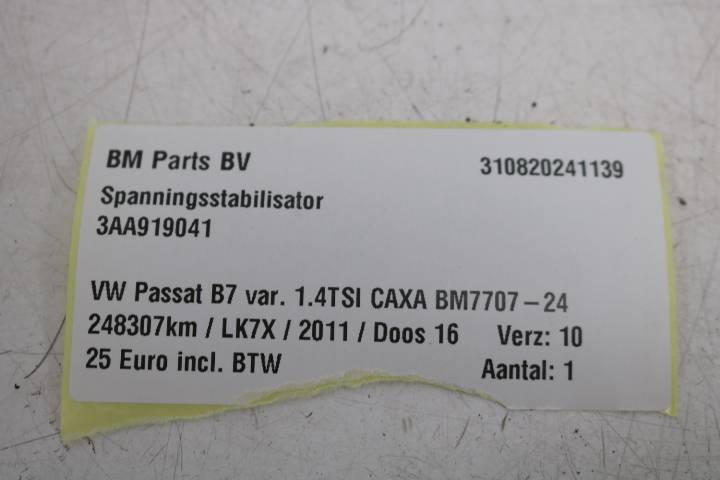 BM Parts BV 310820241139
Spanningsstabilisator
3AA919041
VW Passat B7 var. 1.4TSI CAXA BM7707-24
248307km / LK7X / 2011 / Doos 16 Verz: 10
25 Euro incl. BTW Aantal: 1